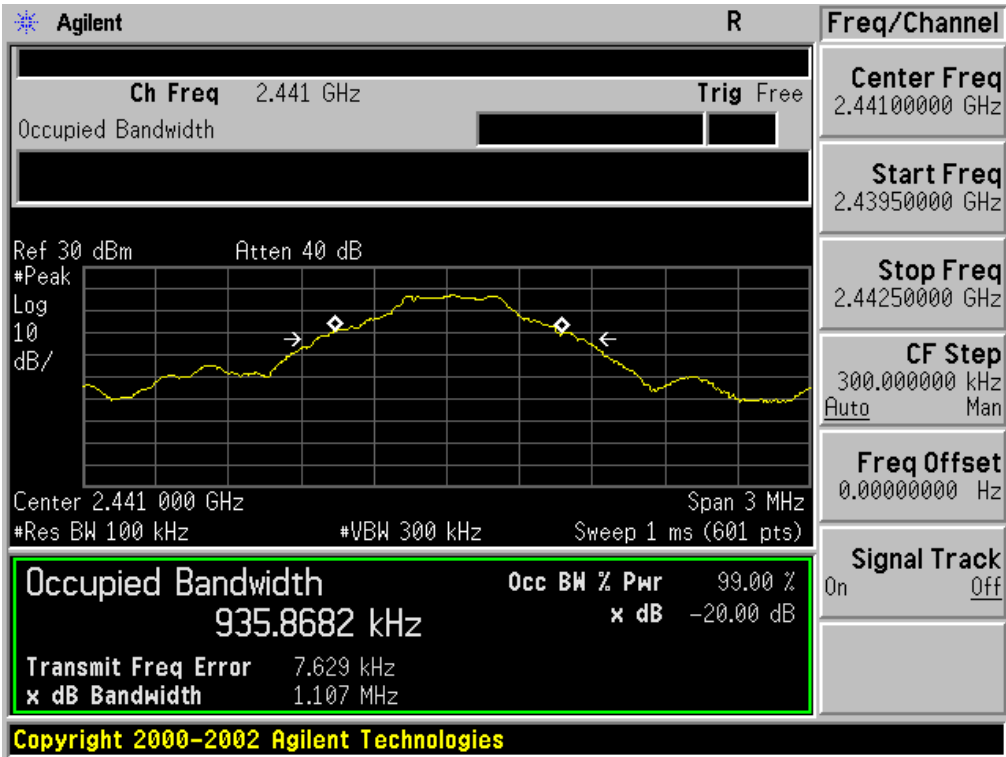 Agilent R Freq/Channel
Ch Freq 2.441 GHz Trig Free
Occupied Bandwidth
Center Freq
2.44100000 GHz
Start Freq
2.43950000 GHz
Stop Freq
2.44250000 GHz
CF Step
300.000000 kHz
Auto Man
Freq Offset
0.00000000 Hz
Signal Track
On Off
Ref 30 dBm Atten 40 dB
#Peak
Log
10
dB/
Center 2.441 000 GHz Span 3 MHz
#Res BW 100 kHz #VBW 300 kHz Sweep 1 ms (601 pts)
Occupied Bandwidth Occ BW % Pwr 99.00 %
935.8682 kHz x dB -20.00 dB
Transmit Freq Error 7.629 kHz
x dB Bandwidth 1.107 MHz
Copyright 2000-2002 Agilent Technologies